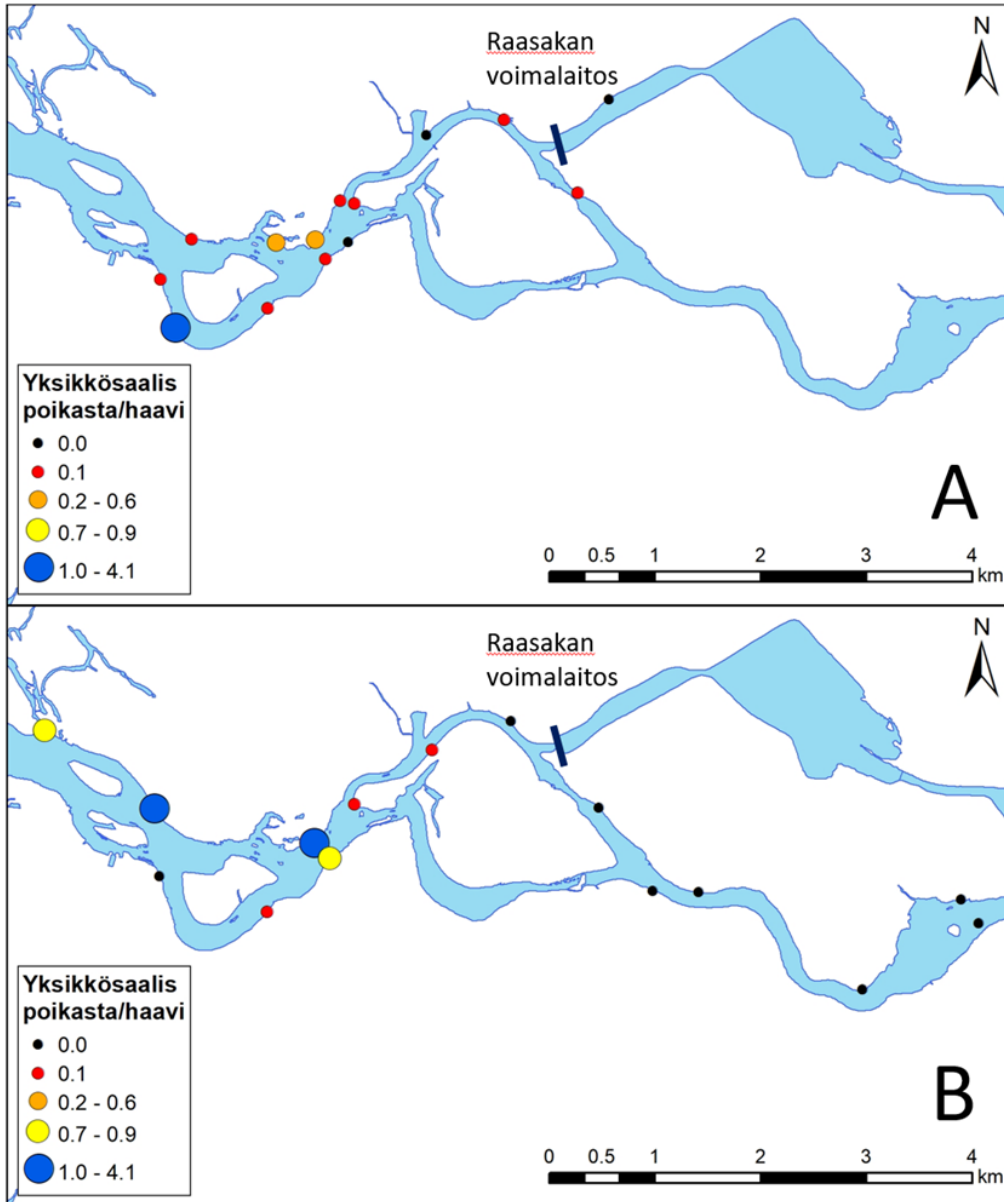 Raasakan
voimalaitos
N
Yksikkösaalis
poikasta/haavi
0.0
0.1
0.2 - 0.6
0.7 - 0.9
1.0 - 4.1
A
0 0.5 1 2 3 4
km
Raasakan
voimalaitos
N
Yksikkösaalis
poikasta/haavi
0.0
0.1
0.2 - 0.6
0.7 - 0.9
1.0 - 4.1
B
0 0.5 1 2 3 4
km